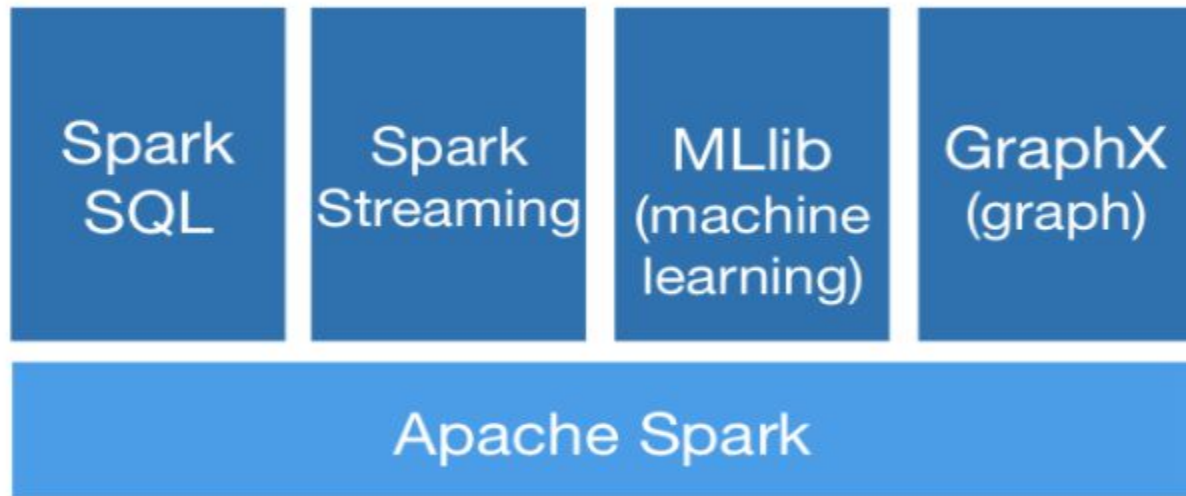 Spark
SQL
Spark
Streaming
MLlib
(machine
learning)
GraphX
(graph)
Apache Spark